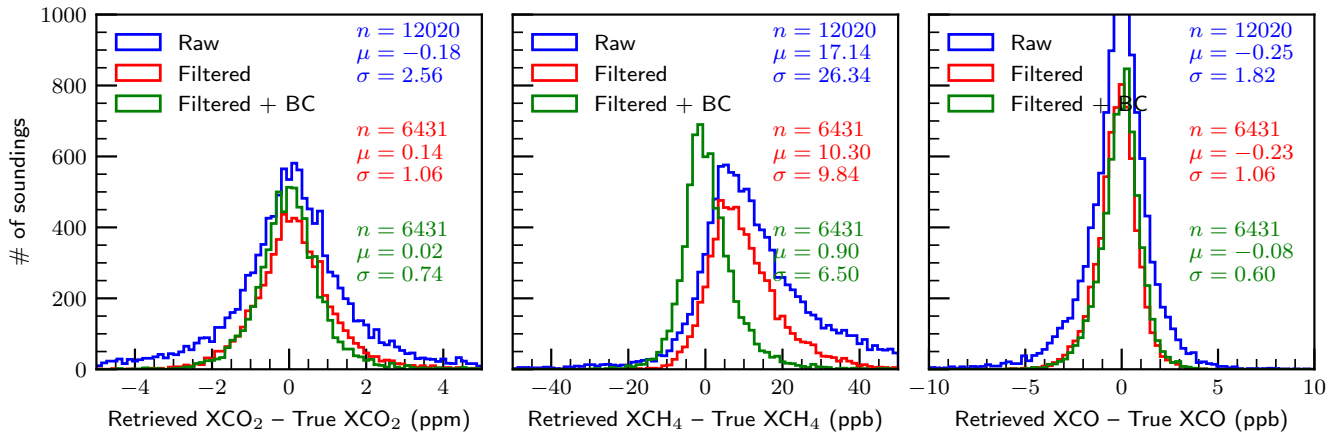 # of soundings
1000
800
600
400
200
0
Raw
Filtered
Filtered + BC
n = 12020
μ = −0.18
σ = 2.56
n = 6431
μ = 0.14
σ = 1.06
n = 6431
μ = 0.02
σ = 0.74
−4 −2 0 2 4
Retrieved XCO₂ – True XCO₂ (ppm)
Raw
Filtered
Filtered + BC
n = 12020
μ = 17.14
σ = 26.34
n = 6431
μ = 10.30
σ = 9.84
n = 6431
μ = 0.90
σ = 6.50
−40 −20 0 20 40
Retrieved XCH₄ – True XCH₄ (ppb)
Raw
Filtered
Filtered + BC
n = 12020
μ = −0.25
σ = 1.82
n = 6431
μ = −0.23
σ = 1.06
n = 6431
μ = −0.08
σ = 0.60
−10 −5 0 5 10
Retrieved XCO – True XCO (ppb)